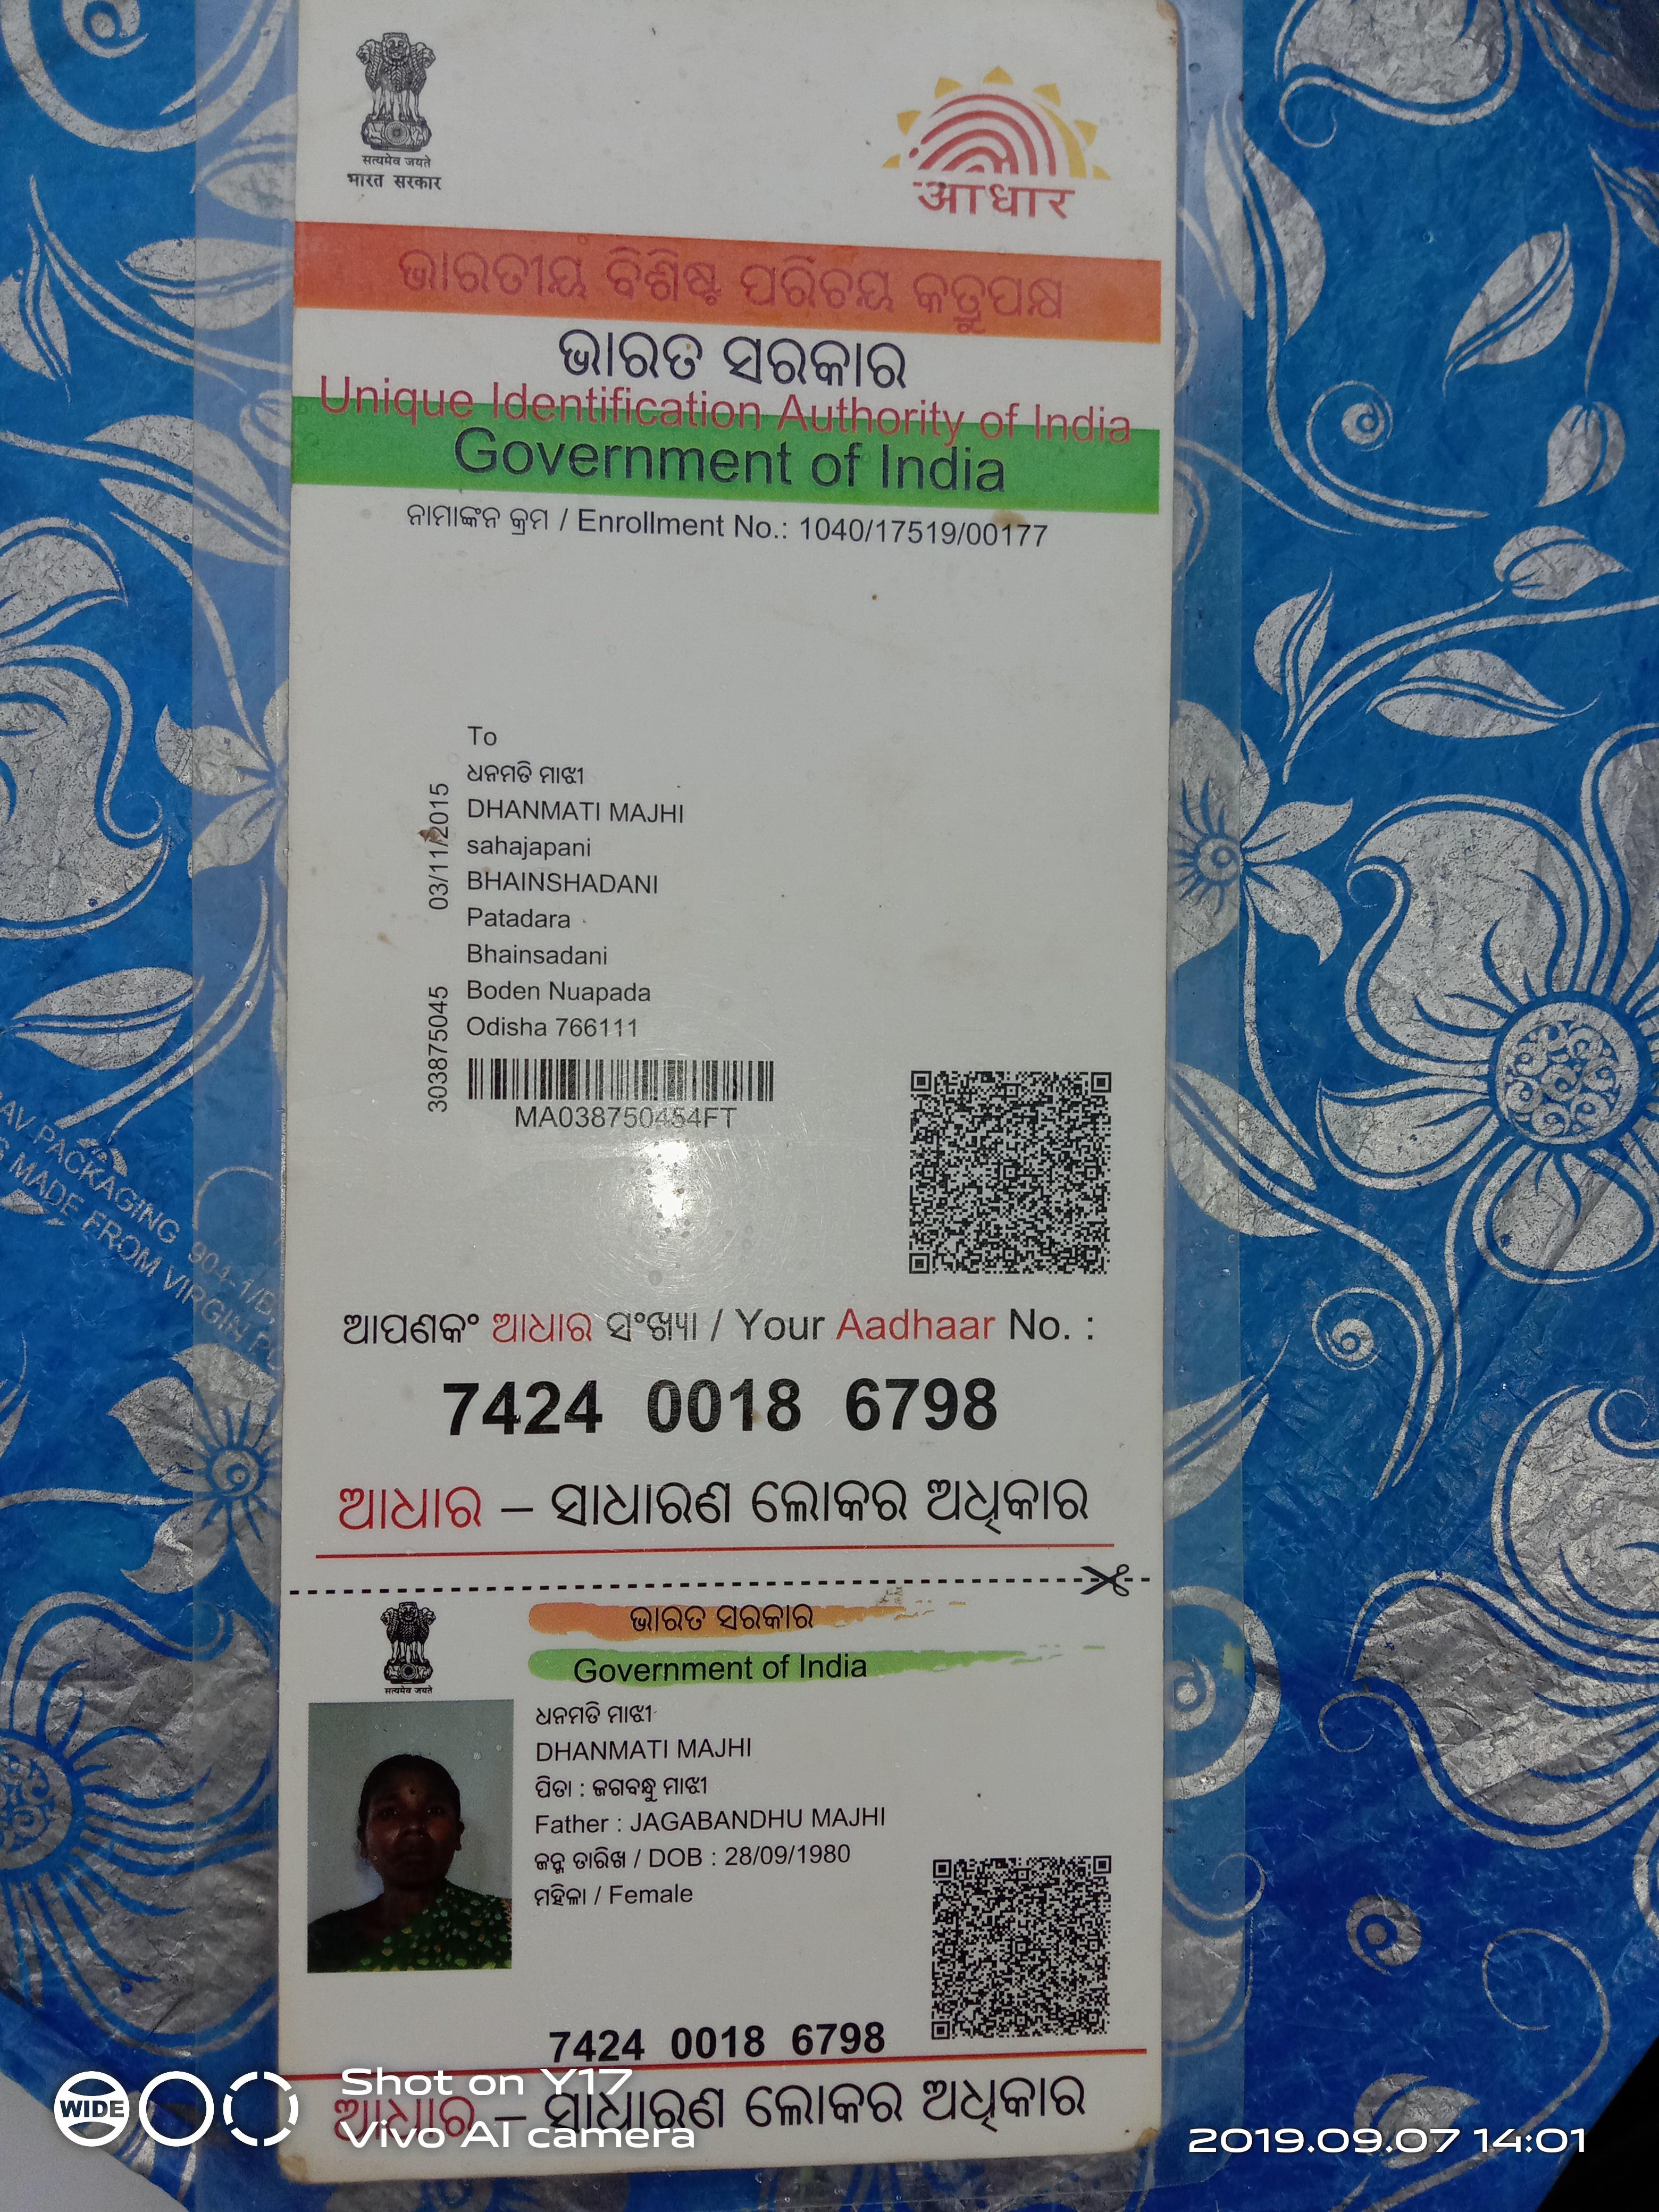 सत्यमेव जयते
भारत सरकार
आधार
ଭାରତୀୟ ବିଶିଷ୍ଟ ପରିଚୟ କତ୍ରୁପକ୍ଷ
ଭାରତ ସରକାର
Unique Identification Authority of India
Government of India
ନାମାଙ୍କନ କ୍ରମ / Enrollment No.: 1040/17519/00177
To
ଧନମତି ମାଝୀ
DHANMATI MAJHI
sahajapani
BHAINSHADANI
Patadara
Bhainsadani
Boden Nuapada
Odisha 766111
03/11/2015
303875045
MA038750454FT
ଆପଣଙ୍କ ଆଧାର ସଂଖ୍ୟା / Your Aadhaar No. :
7424 0018 6798
ଆଧାର – ସାଧାରଣ ଲୋକର ଅଧିକାର
सत्यमेव जयते
ଭାରତ ସରକାର
Government of India
ଧନମତି ମାଝୀ
DHANMATI MAJHI
ପିତା : ଜଗବନ୍ଧୁ ମାଝୀ
Father : JAGABANDHU MAJHI
ଜନ୍ମ ତାରିଖ / DOB : 28/09/1980
ମହିଳା / Female
7424 0018 6798
ଆଧାର – ସାଧାରଣ ଲୋକର ଅଧିକାର
AV PACKAGING 904-1/B,
MADE FROM VIRGIN
WIDE
Shot on Y17
Vivo AI camera
2019.09.07 14:01